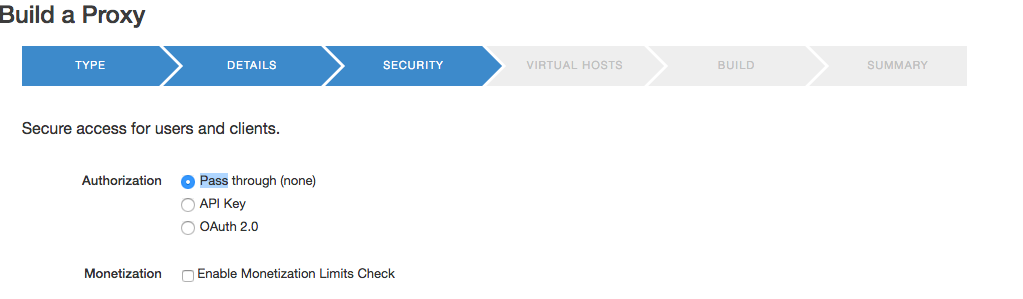 Build a Proxy
TYPE DETAILS SECURITY VIRTUAL HOSTS BUILD SUMMARY
Secure access for users and clients.
Authorization Pass through (none)
API Key
OAuth 2.0
Monetization Enable Monetization Limits Check